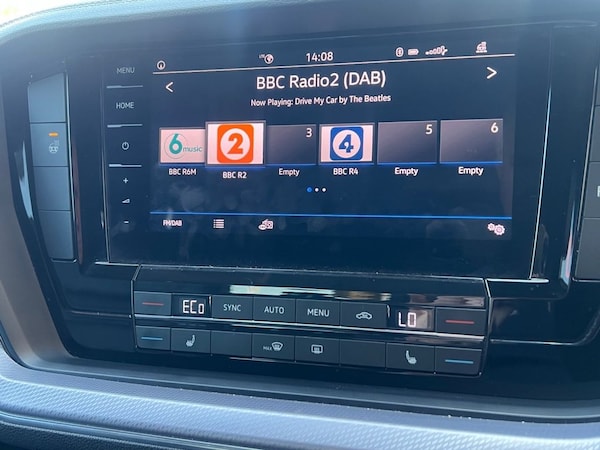 MENU
14:08
BBC Radio2 (DAB)
HOME
Now Playing: Drive My Car by The Beatles
6 music
2
3
4
5
6
BBC R6M
BBC R2
Empty
BBC R4
Empty
Empty
FM/DAB
ECo
SYNC
AUTO
MENU
LO
MAX